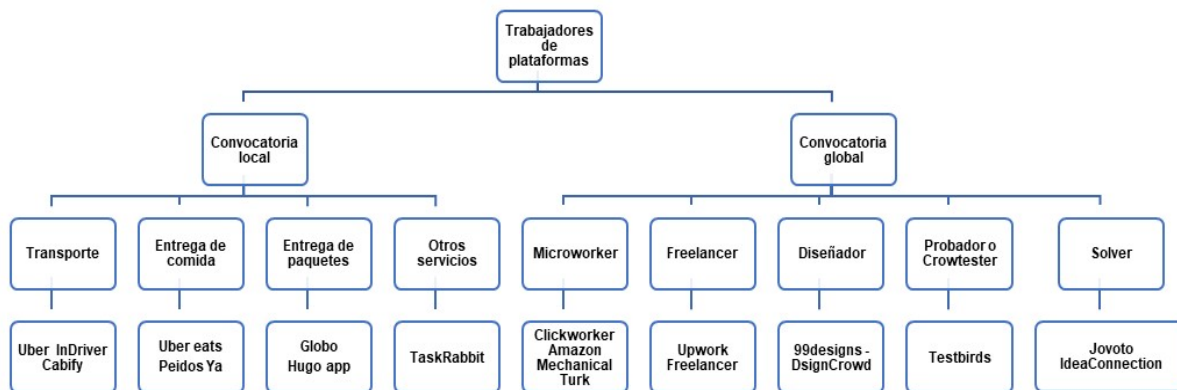 Trabajadores
de
plataformas
Convocatoria
local
Convocatoria
global
Transporte
Entrega de
comida
Entrega de
paquetes
Otros
servicios
Microworker
Freelancer
Diseñador
Probador o
Crowtester
Solver
Uber InDriver
Cabify
Uber eats
Peidos Ya
Globo
Hugo app
TaskRabbit
Clickworker
Amazon
Mechanical
Turk
Upwork
Freelancer
99designs -
DsignCrowd
Testbirds
Jovoto
IdeaConnection